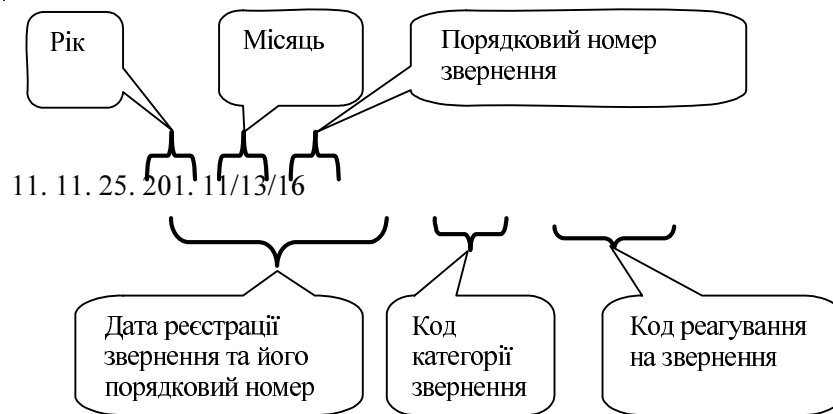 Рік
Місяць
Порядковий номер
звернення
11. 11. 25. 201. 11/13/16
Дата реєстрації
звернення та його
порядковий номер
Код
категорії
звернення
Код реагування
на звернення